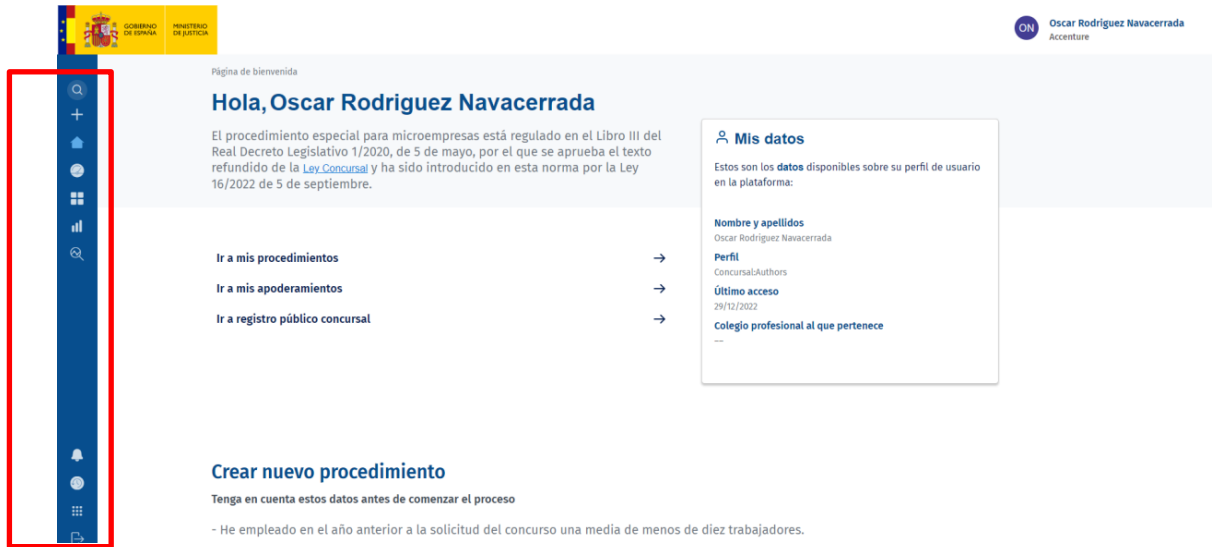 GOBIERNO
DE ESPAÑA
MINISTERIO
DE JUSTICIA
ON
Oscar Rodriguez Navacerrada
Accenture
Página de bienvenida
Hola, Oscar Rodriguez Navacerrada
El procedimiento especial para microempresas está regulado en el Libro III del
Real Decreto Legislativo 1/2020, de 5 de mayo, por el que se aprueba el texto
refundido de la Ley Concursal y ha sido introducido en esta norma por la Ley
16/2022 de 5 de septiembre.
Ir a mis procedimientos
Ir a mis apoderamientos
Ir a registro público concursal
Mis datos
Estos son los datos disponibles sobre su perfil de usuario
en la plataforma:
Nombre y apellidos
Oscar Rodriguez Navacerrada
Perfil
Concursal:Authors
Último acceso
29/12/2022
Colegio profesional al que pertenece
---
Crear nuevo procedimiento
Tenga en cuenta estos datos antes de comenzar el proceso
- He empleado en el año anterior a la solicitud del concurso una media de menos de diez trabajadores.